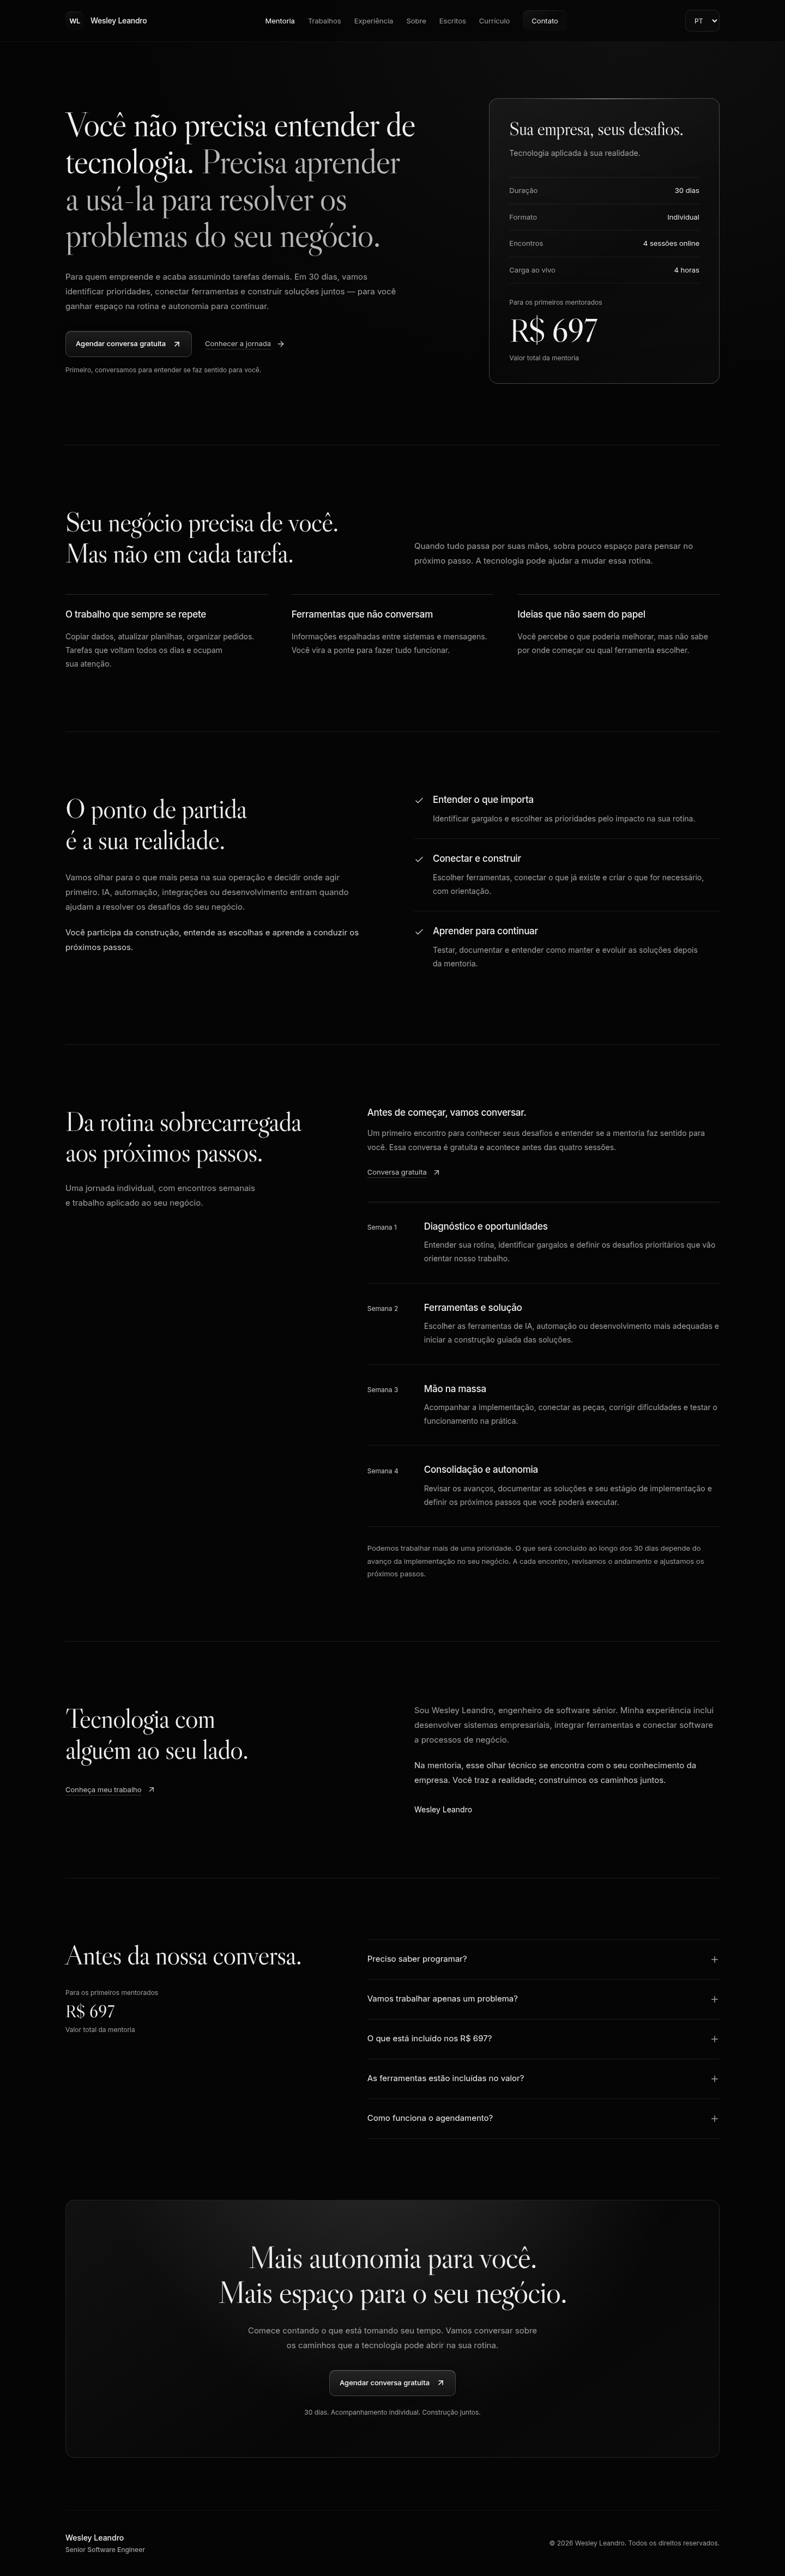 WL Wesley Leandro Mentoria Trabalhos Experiência Sobre Escritos Currículo Contato PT
Você não precisa entender de
tecnologia. Precisa aprender
a usá-la para resolver os
problemas do seu negócio.
Para quem empreende e acaba assumindo tarefas demais. Em 30 dias, vamos
identificar prioridades, conectar ferramentas e construir soluções juntos — para você
ganhar espaço na rotina e autonomia para continuar.
Agendar conversa gratuita
Conhecer a jornada
Primeiro, conversamos para entender se faz sentido para você.
Sua empresa, seus desafios.
Tecnologia aplicada à sua realidade.
Duração 30 dias
Formato Individual
Encontros 4 sessões online
Carga ao vivo 4 horas
Para os primeiros mentorados
R$ 697
Valor total da mentoria
Seu negócio precisa de você.
Mas não em cada tarefa.
Quando tudo passa por suas mãos, sobra pouco espaço para pensar no
próximo passo. A tecnologia pode ajudar a mudar essa rotina.
O trabalho que sempre se repete
Copiar dados, atualizar planilhas, organizar pedidos.
Tarefas que voltam todos os dias e ocupam
sua atenção.
Ferramentas que não conversam
Informações espalhadas entre sistemas e mensagens.
Você vira a ponte para fazer tudo funcionar.
Ideias que não saem do papel
Você percebe o que poderia melhorar, mas não sabe
por onde começar ou qual ferramenta escolher.
O ponto de partida
é a sua realidade.
Vamos olhar para o que mais pesa na sua operação e decidir onde agir
primeiro. IA, automação, integrações ou desenvolvimento entram quando
ajudam a resolver os desafios do seu negócio.
Você participa da construção, entende as escolhas e aprende a conduzir os
próximos passos.
Entender o que importa
Identificar gargalos e escolher as prioridades pelo impacto na sua rotina.
Conectar e construir
Escolher ferramentas, conectar o que já existe e criar o que for necessário,
com orientação.
Aprender para continuar
Testar, documentar e entender como manter e evoluir as soluções depois
da mentoria.
Da rotina sobrecarregada
aos próximos passos.
Uma jornada individual, com encontros semanais
e trabalho aplicado ao seu negócio.
Antes de começar, vamos conversar.
Um primeiro encontro para conhecer seus desafios e entender se a mentoria faz sentido para
você. Essa conversa é gratuita e acontece antes das quatro sessões.
Conversa gratuita
Semana 1 Diagnóstico e oportunidades
Entender sua rotina, identificar gargalos e definir os desafios prioritários que vão
orientar nosso trabalho.
Semana 2 Ferramentas e solução
Escolher as ferramentas de IA, automação ou desenvolvimento mais adequadas e
iniciar a construção guiada das soluções.
Semana 3 Mão na massa
Acompanhar a implementação, conectar as peças, corrigir dificuldades e testar o
funcionamento na prática.
Semana 4 Consolidação e autonomia
Revisar os avanços, documentar as soluções e seu estágio de implementação e
definir os próximos passos que você poderá executar.
Podemos trabalhar mais de uma prioridade. O que será concluído ao longo dos 30 dias depende do
avanço da implementação no seu negócio. A cada encontro, revisamos o andamento e ajustamos os
próximos passos.
Tecnologia com
alguém ao seu lado.
Conheça meu trabalho
Sou Wesley Leandro, engenheiro de software sênior. Minha experiência inclui
desenvolver sistemas empresariais, integrar ferramentas e conectar software
a processos de negócio.
Na mentoria, esse olhar técnico se encontra com o seu conhecimento da
empresa. Você traz a realidade; construímos os caminhos juntos.
Wesley Leandro
Antes da nossa conversa.
Para os primeiros mentorados
R$ 697
Valor total da mentoria
Preciso saber programar?
Vamos trabalhar apenas um problema?
O que está incluído nos R$ 697?
As ferramentas estão incluídas no valor?
Como funciona o agendamento?
Mais autonomia para você.
Mais espaço para o seu negócio.
Comece contando o que está tomando seu tempo. Vamos conversar sobre
os caminhos que a tecnologia pode abrir na sua rotina.
Agendar conversa gratuita
30 dias. Acompanhamento individual. Construção juntos.
Wesley Leandro
Senior Software Engineer
© 2026 Wesley Leandro. Todos os direitos reservados.